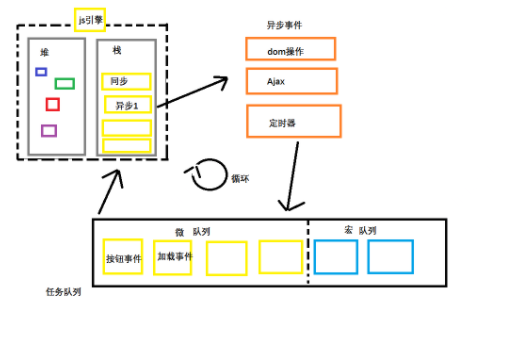 js引擎
堆
栈
同步
异步1
异步事件
dom操作
Ajax
定时器
循环
微 队列
宏 队列
按钮事件
加载事件
任务队列